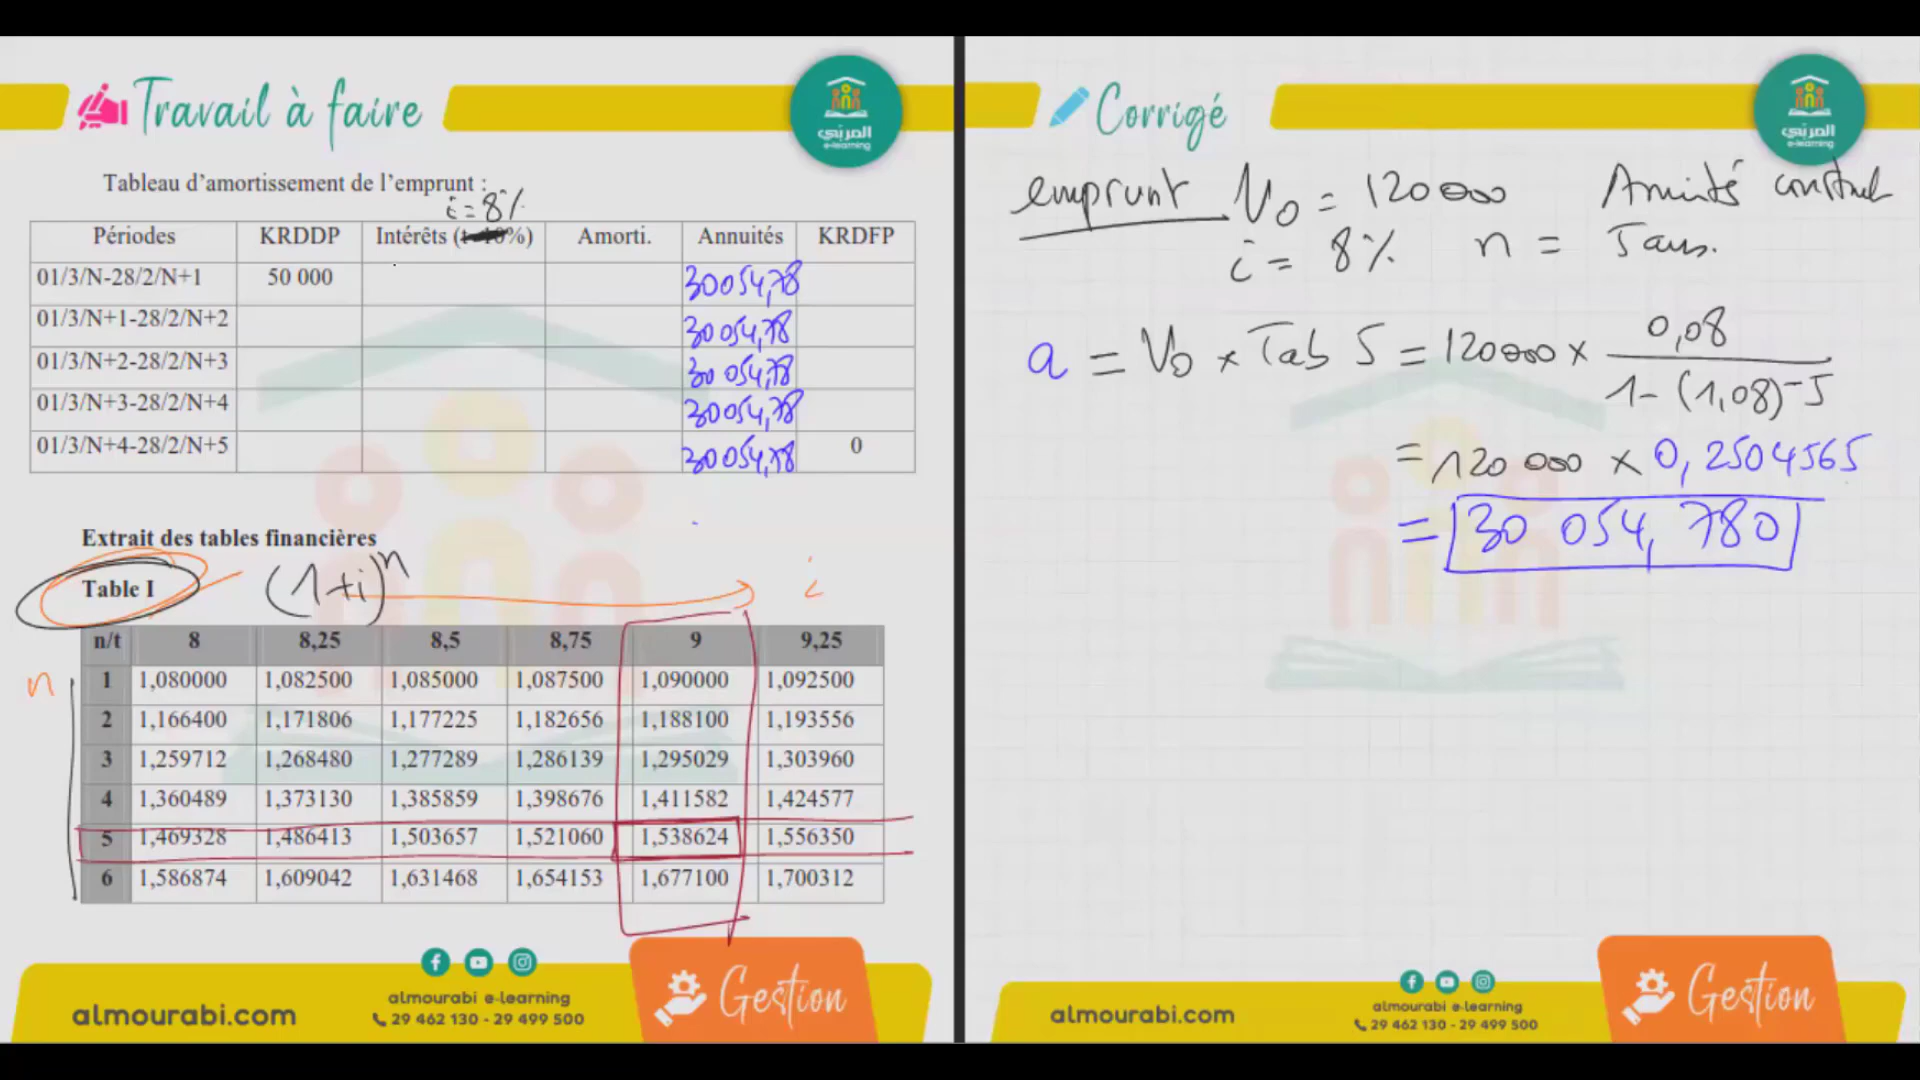 Travail à faire
المربّي
e-learning
Tableau d'amortissement de l'emprunt :
i = 8%
Périodes KRDDP Intérêts ( %) Amorti. Annuités KRDFP
01/3/N-28/2/N+1 50 000 30054,78
01/3/N+1-28/2/N+2 30054,78
01/3/N+2-28/2/N+3 30 054,78
01/3/N+3-28/2/N+4 30054,78
01/3/N+4-28/2/N+5 30054,78 0
Extrait des tables financières
Table I (1+i)^n i
n
n/t 8 8,25 8,5 8,75 9 9,25
1 1,080000 1,082500 1,085000 1,087500 1,090000 1,092500
2 1,166400 1,171806 1,177225 1,182656 1,188100 1,193556
3 1,259712 1,268480 1,277289 1,286139 1,295029 1,303960
4 1,360489 1,373130 1,385859 1,398676 1,411582 1,424577
5 1,469328 1,486413 1,503657 1,521060 1,538624 1,556350
6 1,586874 1,609042 1,631468 1,654153 1,677100 1,700312
almourabi.com
almourabi e-learning
29 462 130 - 29 499 500
Gestion
Corrigé
المربّي
e-learning
emprunt V0 = 120 000
i = 8% n = 5 ans.
a = V0 × Tab 5 = 120000 × 0,08 / 1-(1,08)^-5
= 120 000 × 0,2504565
= 30 054,780
almourabi.com
almourabi e-learning
29 462 130 - 29 499 500
Gestion